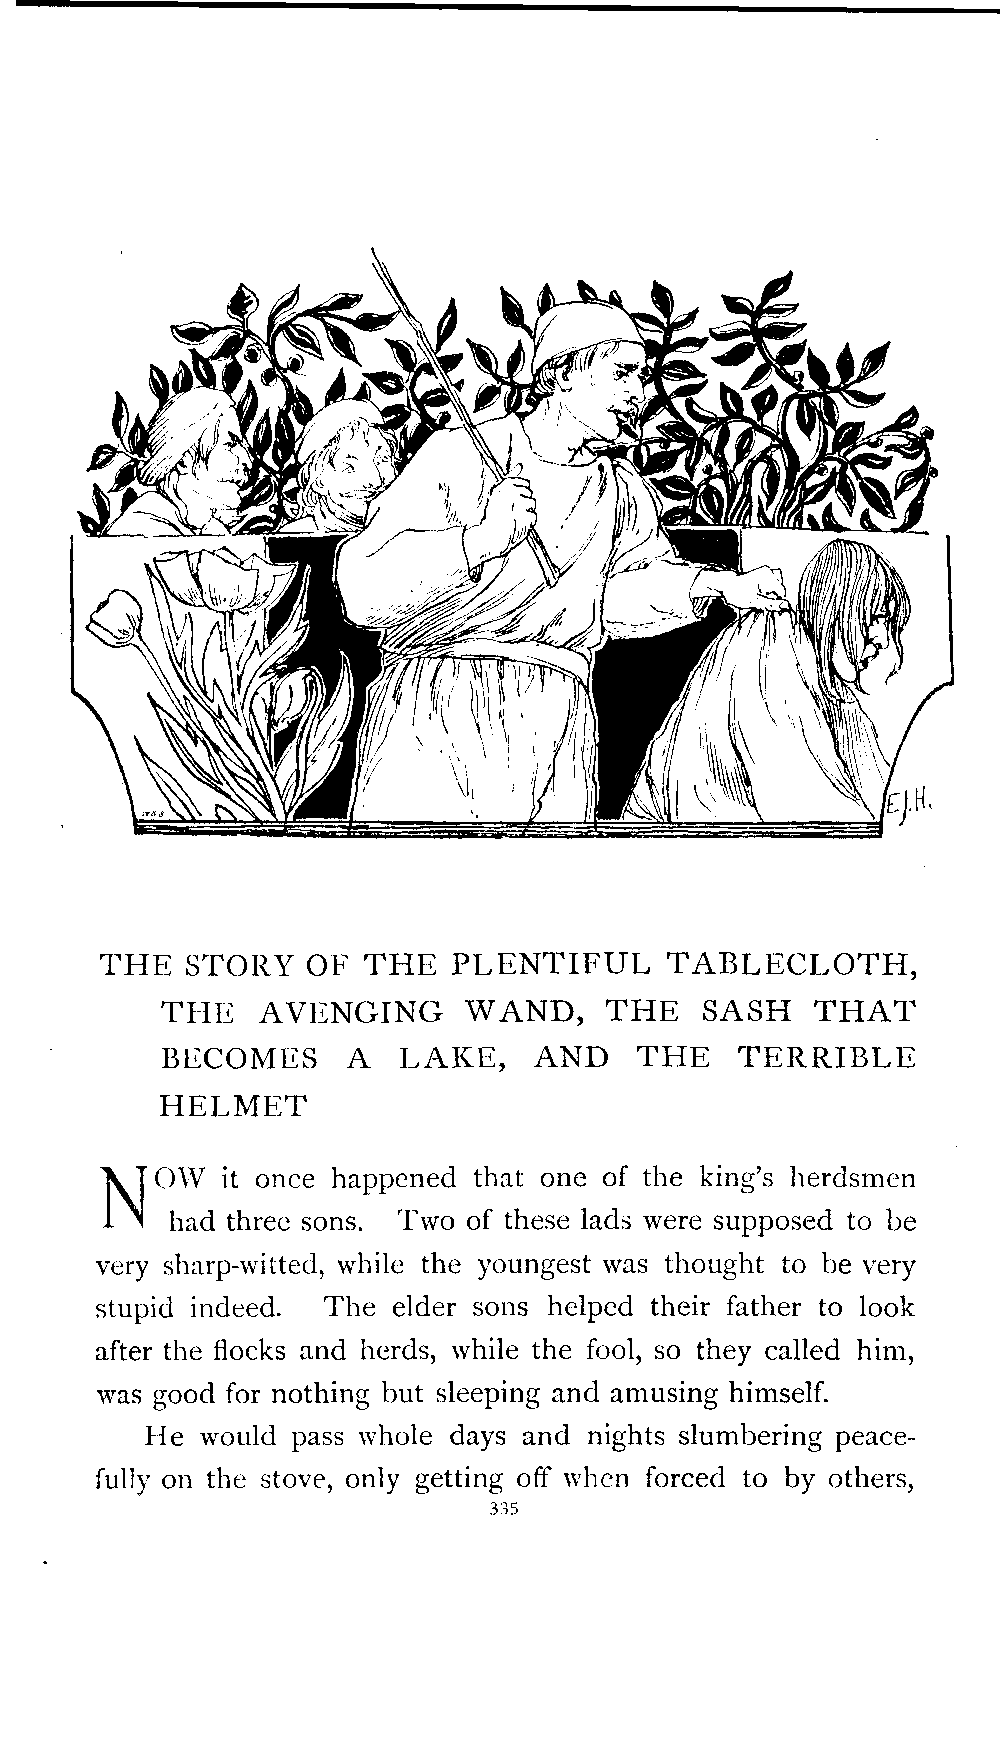 E.J.H.
THE STORY OF THE PLENTIFUL TABLECLOTH,
THE AVENGING WAND, THE SASH THAT
BECOMES A LAKE, AND THE TERRIBLE
HELMET
NOW it once happened that one of the king's herdsmen
had three sons. Two of these lads were supposed to be
very sharp-witted, while the youngest was thought to be very
stupid indeed. The elder sons helped their father to look
after the flocks and herds, while the fool, so they called him,
was good for nothing but sleeping and amusing himself.
He would pass whole days and nights slumbering peace-
fully on the stove, only getting off when forced to by others,
335